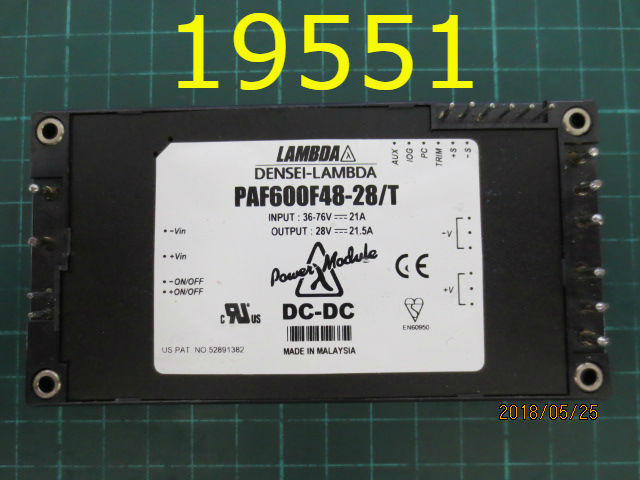 19551
LAMBDA
DENSEI-LAMBDA
PAF600F48-28/T
INPUT : 36-76V 21A
OUTPUT : 28V 21.5A
AUX •
IOG •
PC •
TRIM •
+S •
-S •
• -Vin
• +Vin
• -ON/OFF
• +ON/OFF
-V
+V
Power Module
DC-DC
CE
c RU us
EN60950
US PAT. NO.52891382
MADE IN MALAYSIA
2018/05/25